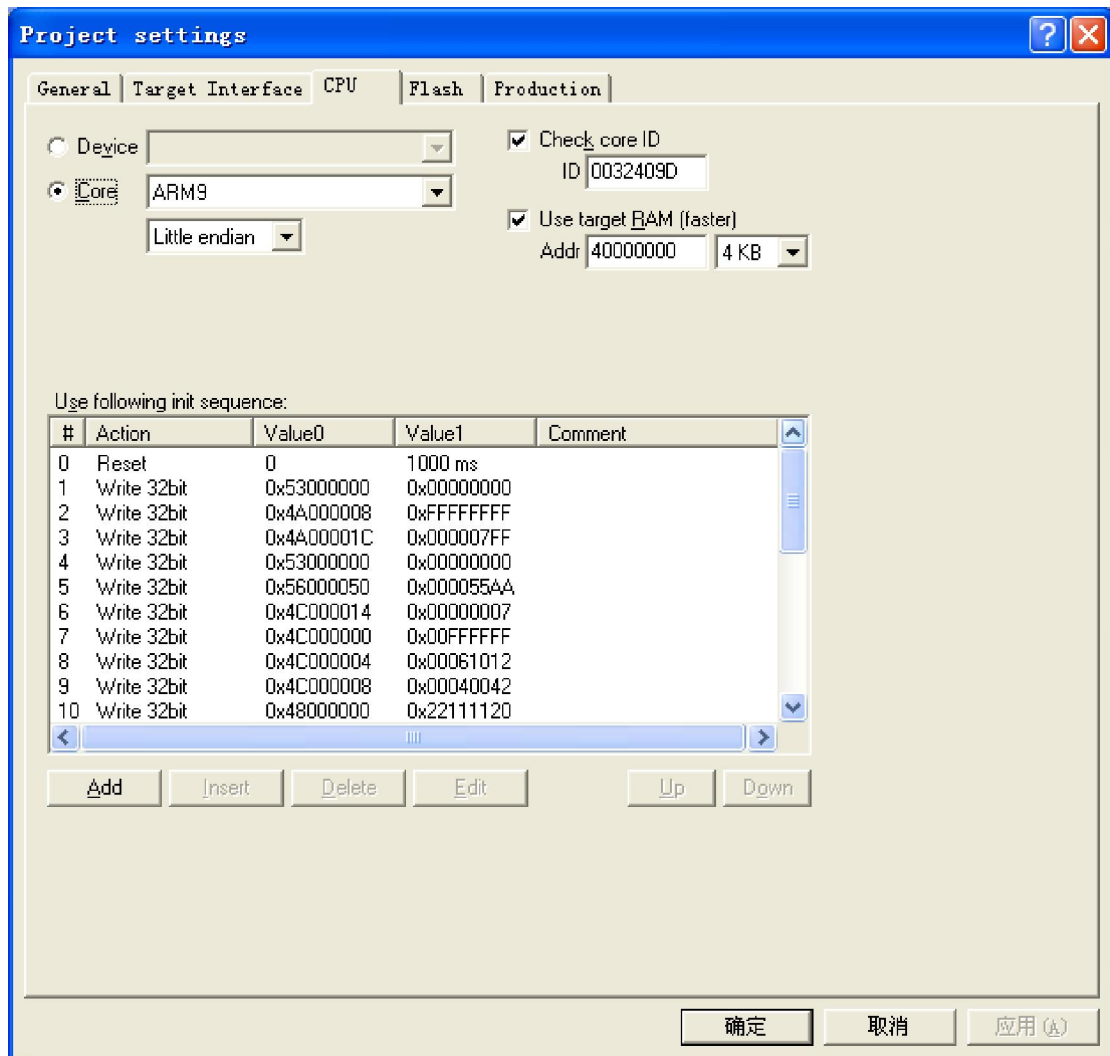 Project settings
General Target Interface CPU Flash Production
Device
Check core ID
ID 0032409D
Core ARM9
Little endian
Use target RAM (faster)
Addr 40000000 4 KB
Use following init sequence:
# Action Value0 Value1 Comment
0 Reset 0 1000 ms
1 Write 32bit 0x53000000 0x00000000
2 Write 32bit 0x4A000008 0xFFFFFFFF
3 Write 32bit 0x4A00001C 0x000007FF
4 Write 32bit 0x53000000 0x00000000
5 Write 32bit 0x56000050 0x000055AA
6 Write 32bit 0x4C000014 0x00000007
7 Write 32bit 0x4C000000 0x00FFFFFF
8 Write 32bit 0x4C000004 0x00061012
9 Write 32bit 0x4C000008 0x00040042
10 Write 32bit 0x48000000 0x22111120
Add Insert Delete Edit Up Down
确定 取消 应用(A)